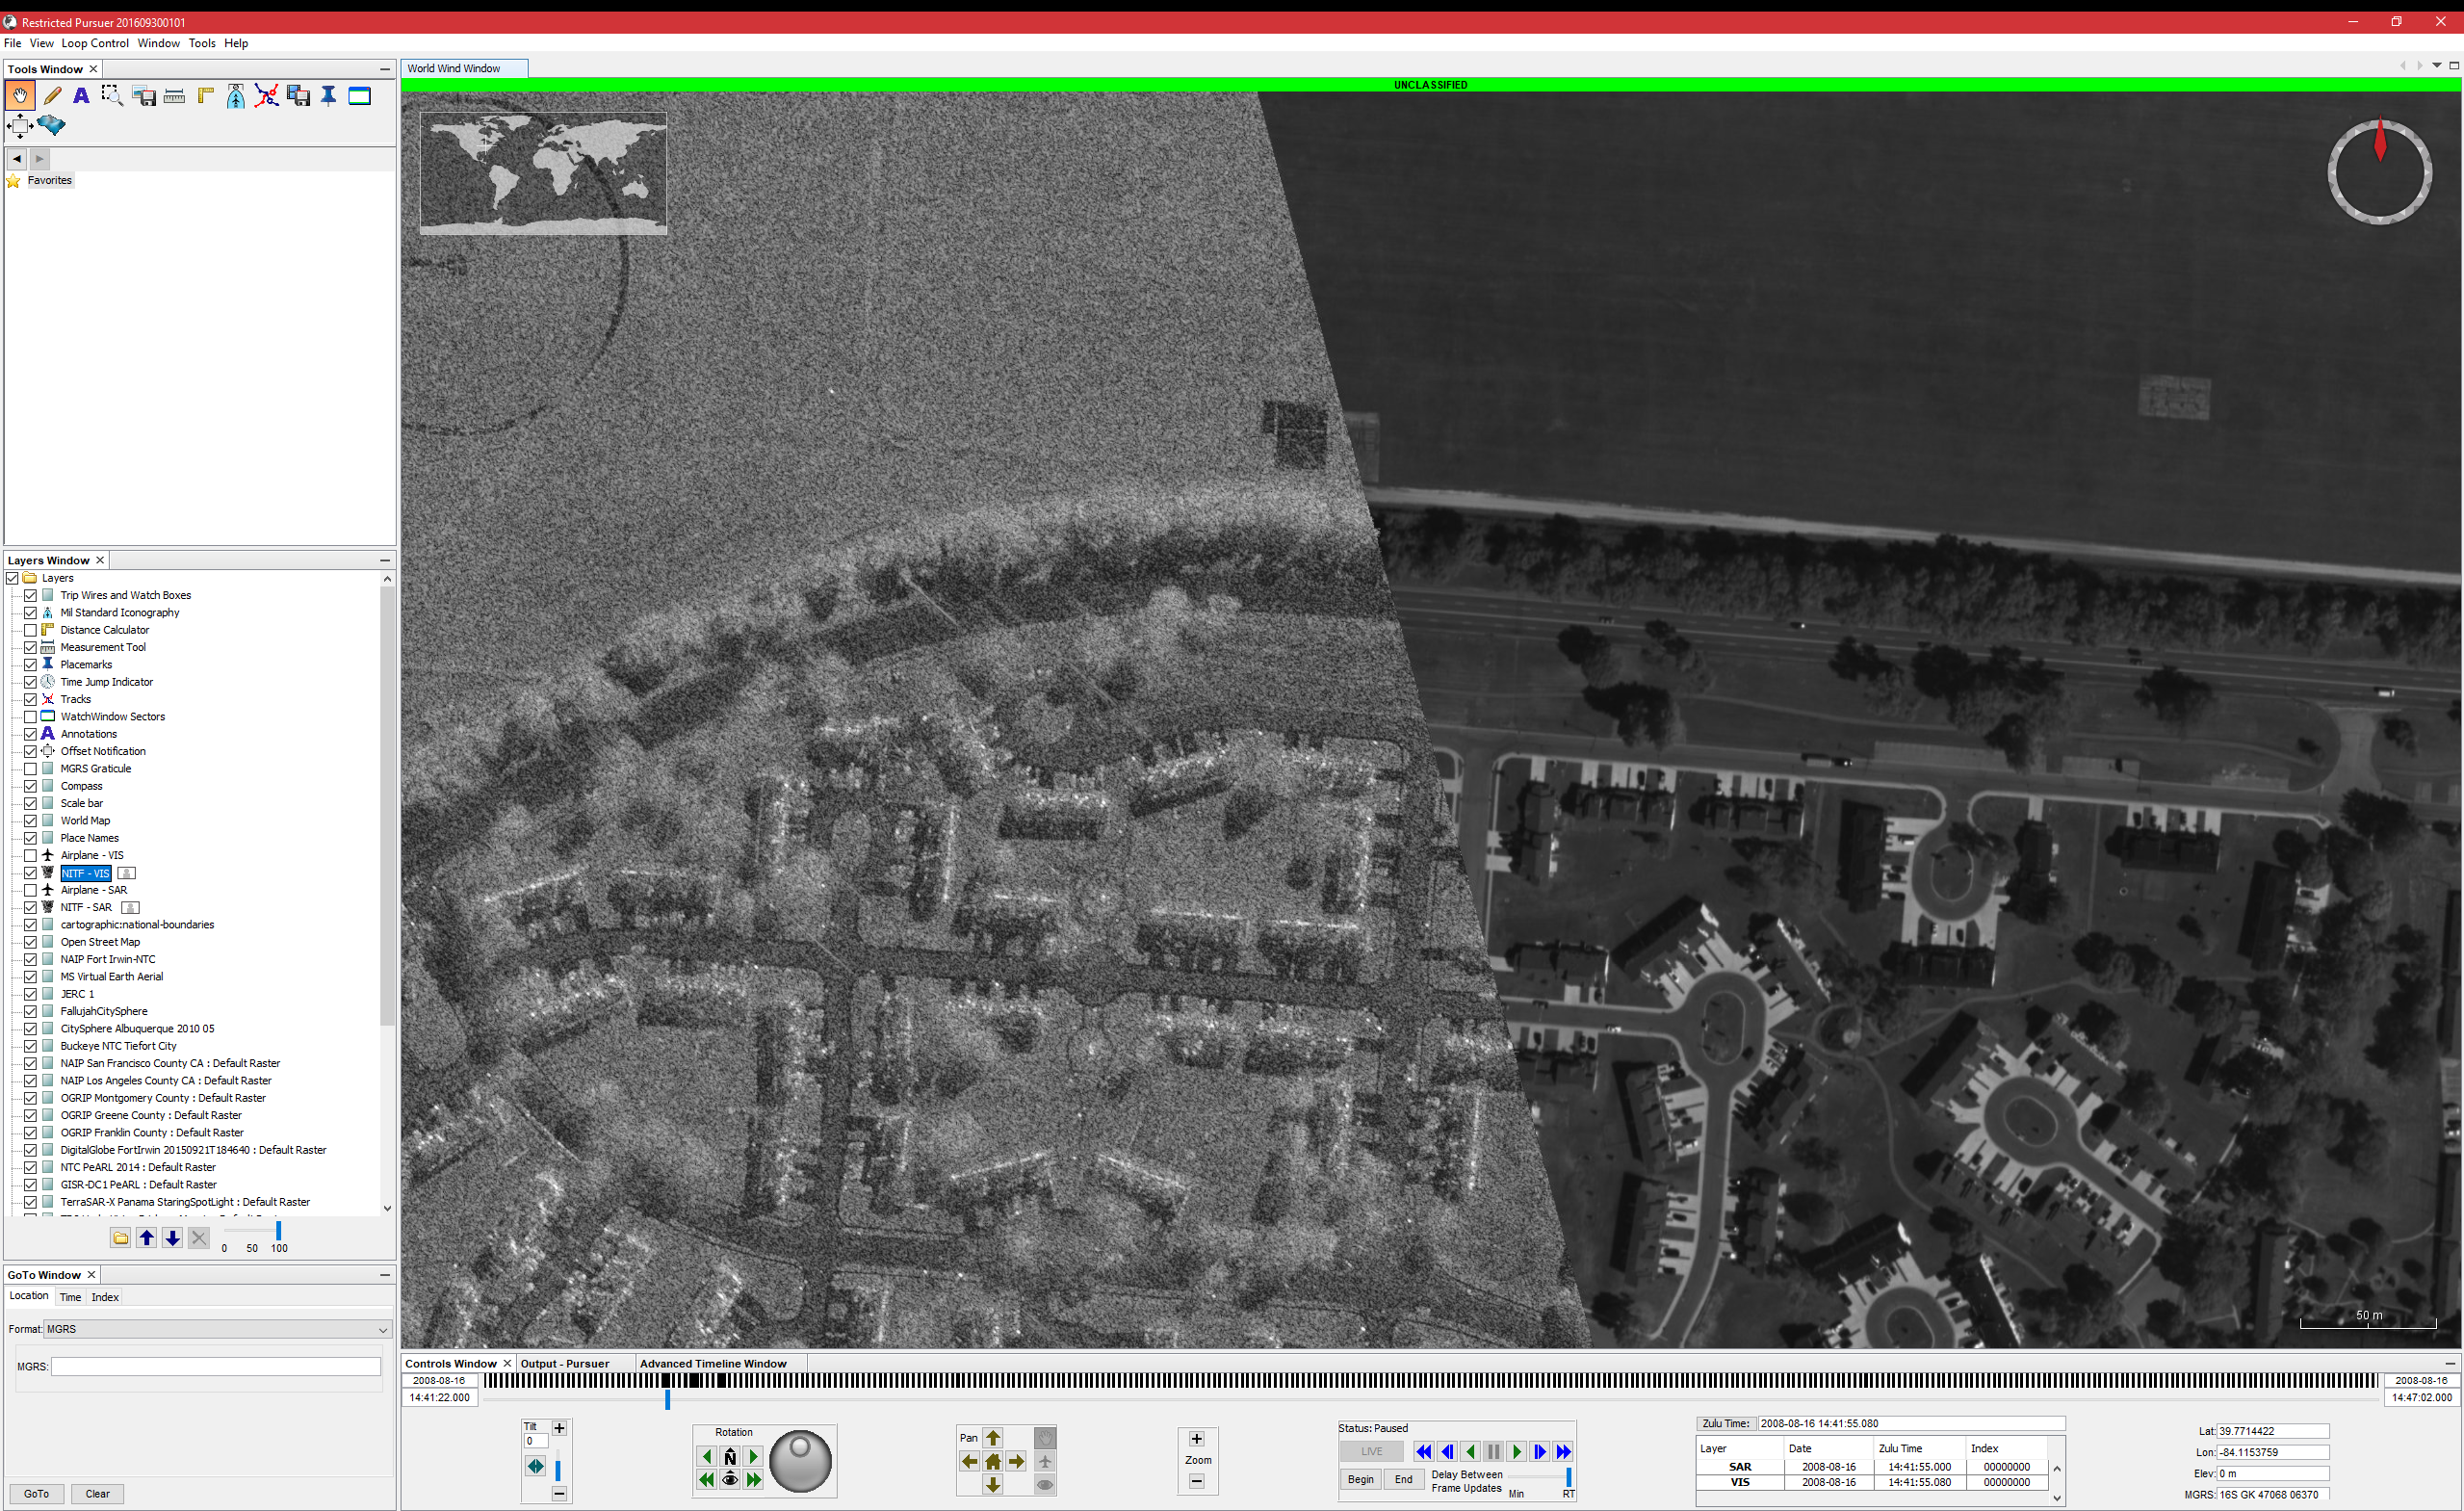 Restricted Pursuer 201609300101
File View Loop Control Window Tools Help
Tools Window
Favorites
Layers Window
Layers
Trip Wires and Watch Boxes
Mil Standard Iconography
Distance Calculator
Measurement Tool
Placemarks
Time Jump Indicator
Tracks
WatchWindow Sectors
Annotations
Offset Notification
MGRS Graticule
Compass
Scale bar
World Map
Place Names
Airplane - VIS
NITF - VIS
Airplane - SAR
NITF - SAR
cartographic:national-boundaries
Open Street Map
NAIP Fort Irwin-NTC
MS Virtual Earth Aerial
JERC 1
FallujahCitySphere
CitySphere Albuquerque 2010 05
Buckeye NTC Tiefort City
NAIP San Francisco County CA : Default Raster
NAIP Los Angeles County CA : Default Raster
OGRIP Montgomery County : Default Raster
OGRIP Greene County : Default Raster
OGRIP Franklin County : Default Raster
DigitalGlobe FortIrwin 20150921T184640 : Default Raster
NTC PeARL 2014 : Default Raster
GISR-DC1 PeARL : Default Raster
TerraSAR-X Panama StaringSpotLight : Default Raster
0 50 100
GoTo Window
Location Time Index
Format: MGRS
MGRS:
GoTo Clear
World Wind Window
UNCLASSIFIED
N
50 m
Controls Window Output - Pursuer Advanced Timeline Window
2008-08-16 2008-08-16
14:41:22.000 14:47:02.000
Tilt
0
Rotation
N
Pan
Zoom
Status: Paused
LIVE
Begin End Delay Between
Frame Updates Min RT
Zulu Time: 2008-08-16 14:41:55.080
Layer Date Zulu Time Index
SAR 2008-08-16 14:41:55.000 00000000
VIS 2008-08-16 14:41:55.080 00000000
Lat: 39.7714422
Lon: -84.1153759
Elev: 0 m
MGRS: 16S GK 47068 06370